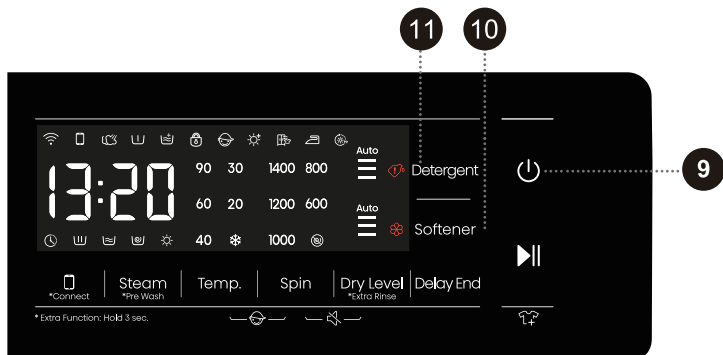 11 10
Auto
13:20 90 30 1400 800 Detergent 9
60 20 1200 600
Auto
Softener
40 1000
*Connect Steam *Pre Wash Temp. Spin Dry Level *Extra Rinse Delay End
* Extra Function: Hold 3 sec.